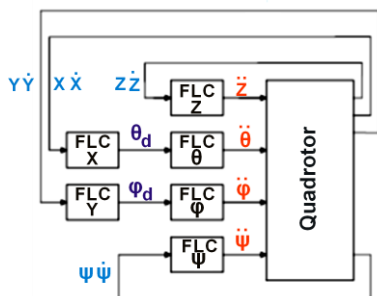 YẎ XẊ ZŻ FLC Z Z̈
FLC X θd FLC θ θ̈
FLC Y φd FLC φ φ̈
ψψ̇ FLC ψ ψ̈
Quadrotor